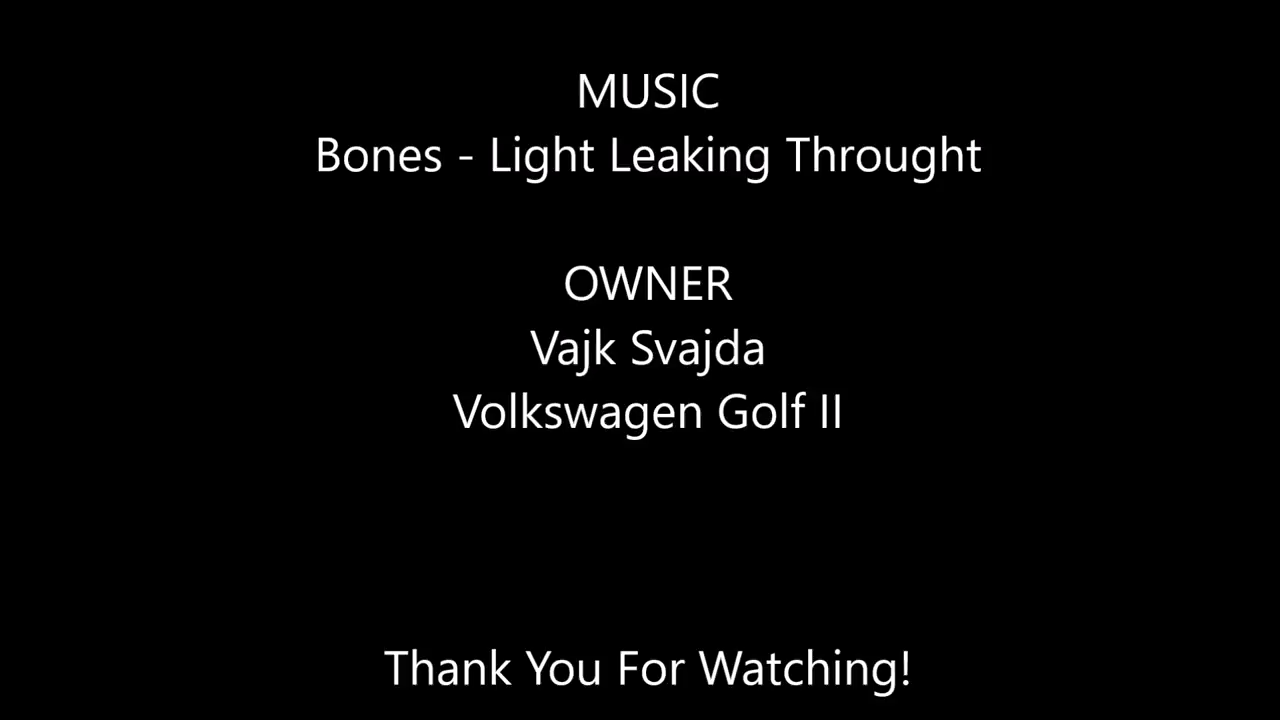 MUSIC
Bones - Light Leaking Throught
OWNER
Vajk Svajda
Volkswagen Golf II
Thank You For Watching!